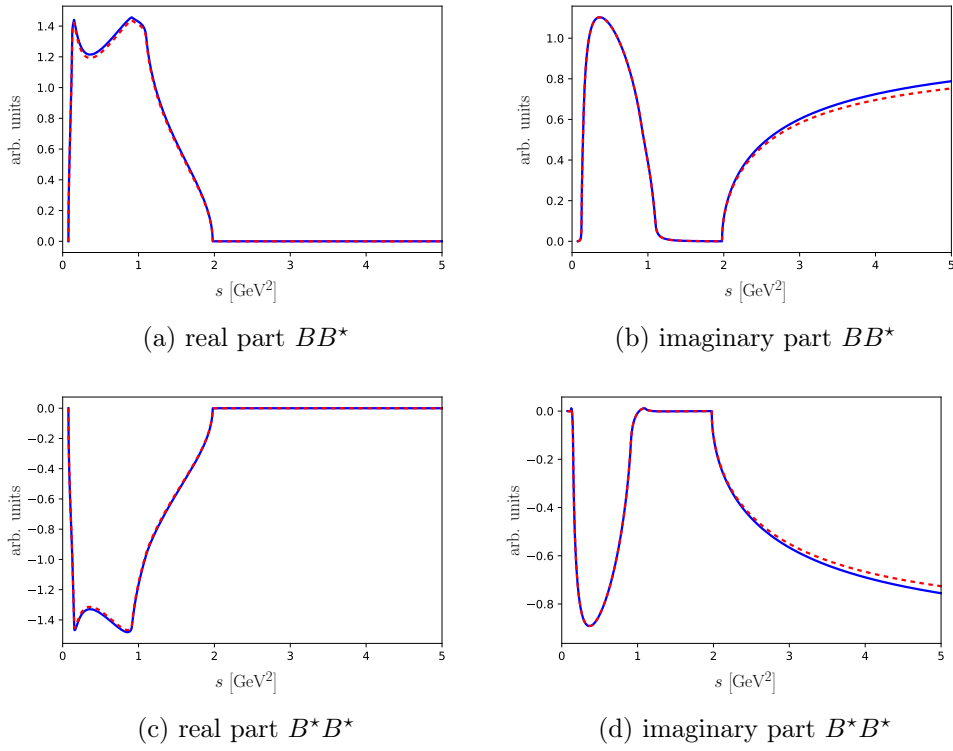 1.4
1.2
1.0
0.8
0.6
0.4
0.2
0.0
arb. units
0 1 2 3 4 5
s [GeV²]
(a) real part BB⋆
1.0
0.8
0.6
0.4
0.2
0.0
arb. units
0 1 2 3 4 5
s [GeV²]
(b) imaginary part BB⋆
0.0
−0.2
−0.4
−0.6
−0.8
−1.0
−1.2
−1.4
arb. units
0 1 2 3 4 5
s [GeV²]
(c) real part B⋆B⋆
0.0
−0.2
−0.4
−0.6
−0.8
arb. units
0 1 2 3 4 5
s [GeV²]
(d) imaginary part B⋆B⋆